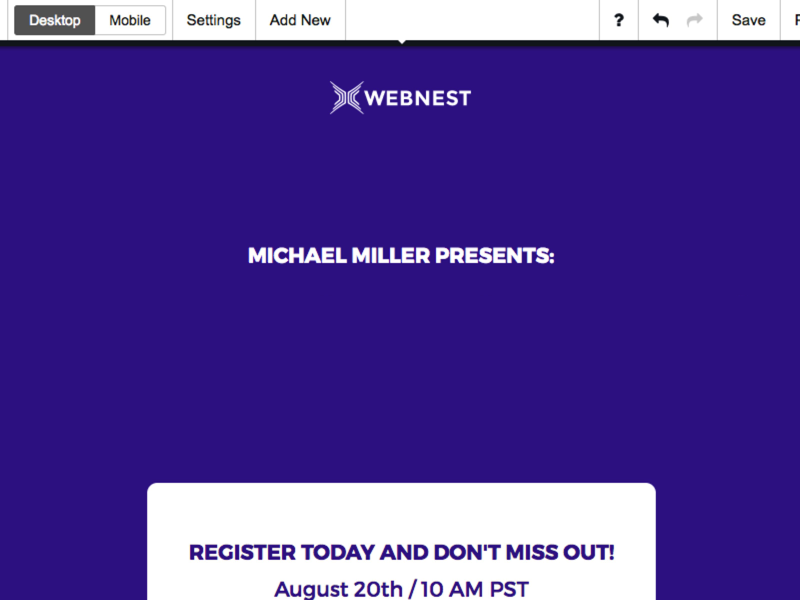 Desktop Mobile Settings Add New ? Save
WEBNEST
MICHAEL MILLER PRESENTS:
REGISTER TODAY AND DON'T MISS OUT!
August 20th / 10 AM PST